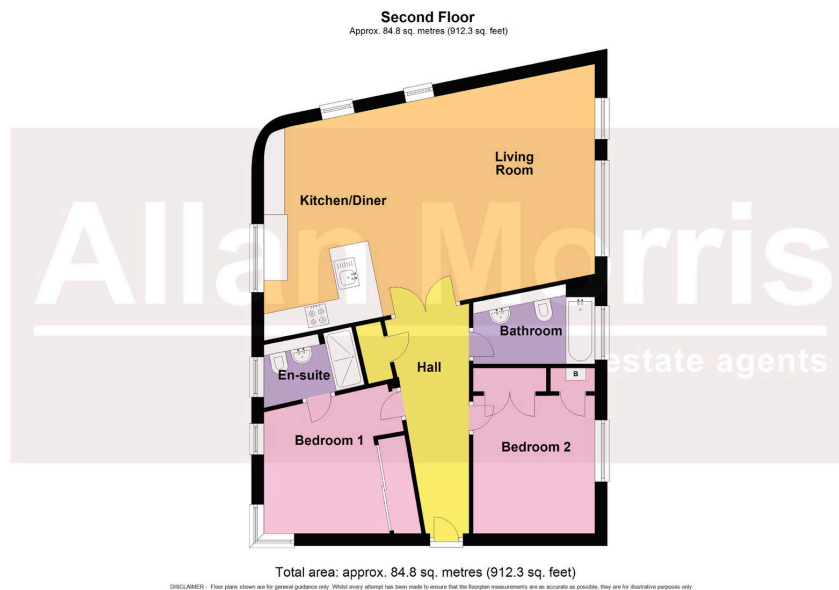 Second Floor
Approx. 84.8 sq. metres (912.3 sq. feet)
Living
Room
Kitchen/Diner
Allan Morris
Bathroom
estate agents
En-suite
Hall
B
Bedroom 1
Bedroom 2
Total area: approx. 84.8 sq. metres (912.3 sq. feet)
DISCLAIMER - Floor plans shown are for general guidance only. Whilst every attempt has been made to ensure that the floorplan measurements are as accurate as possible, they are for illustrative purposes only.